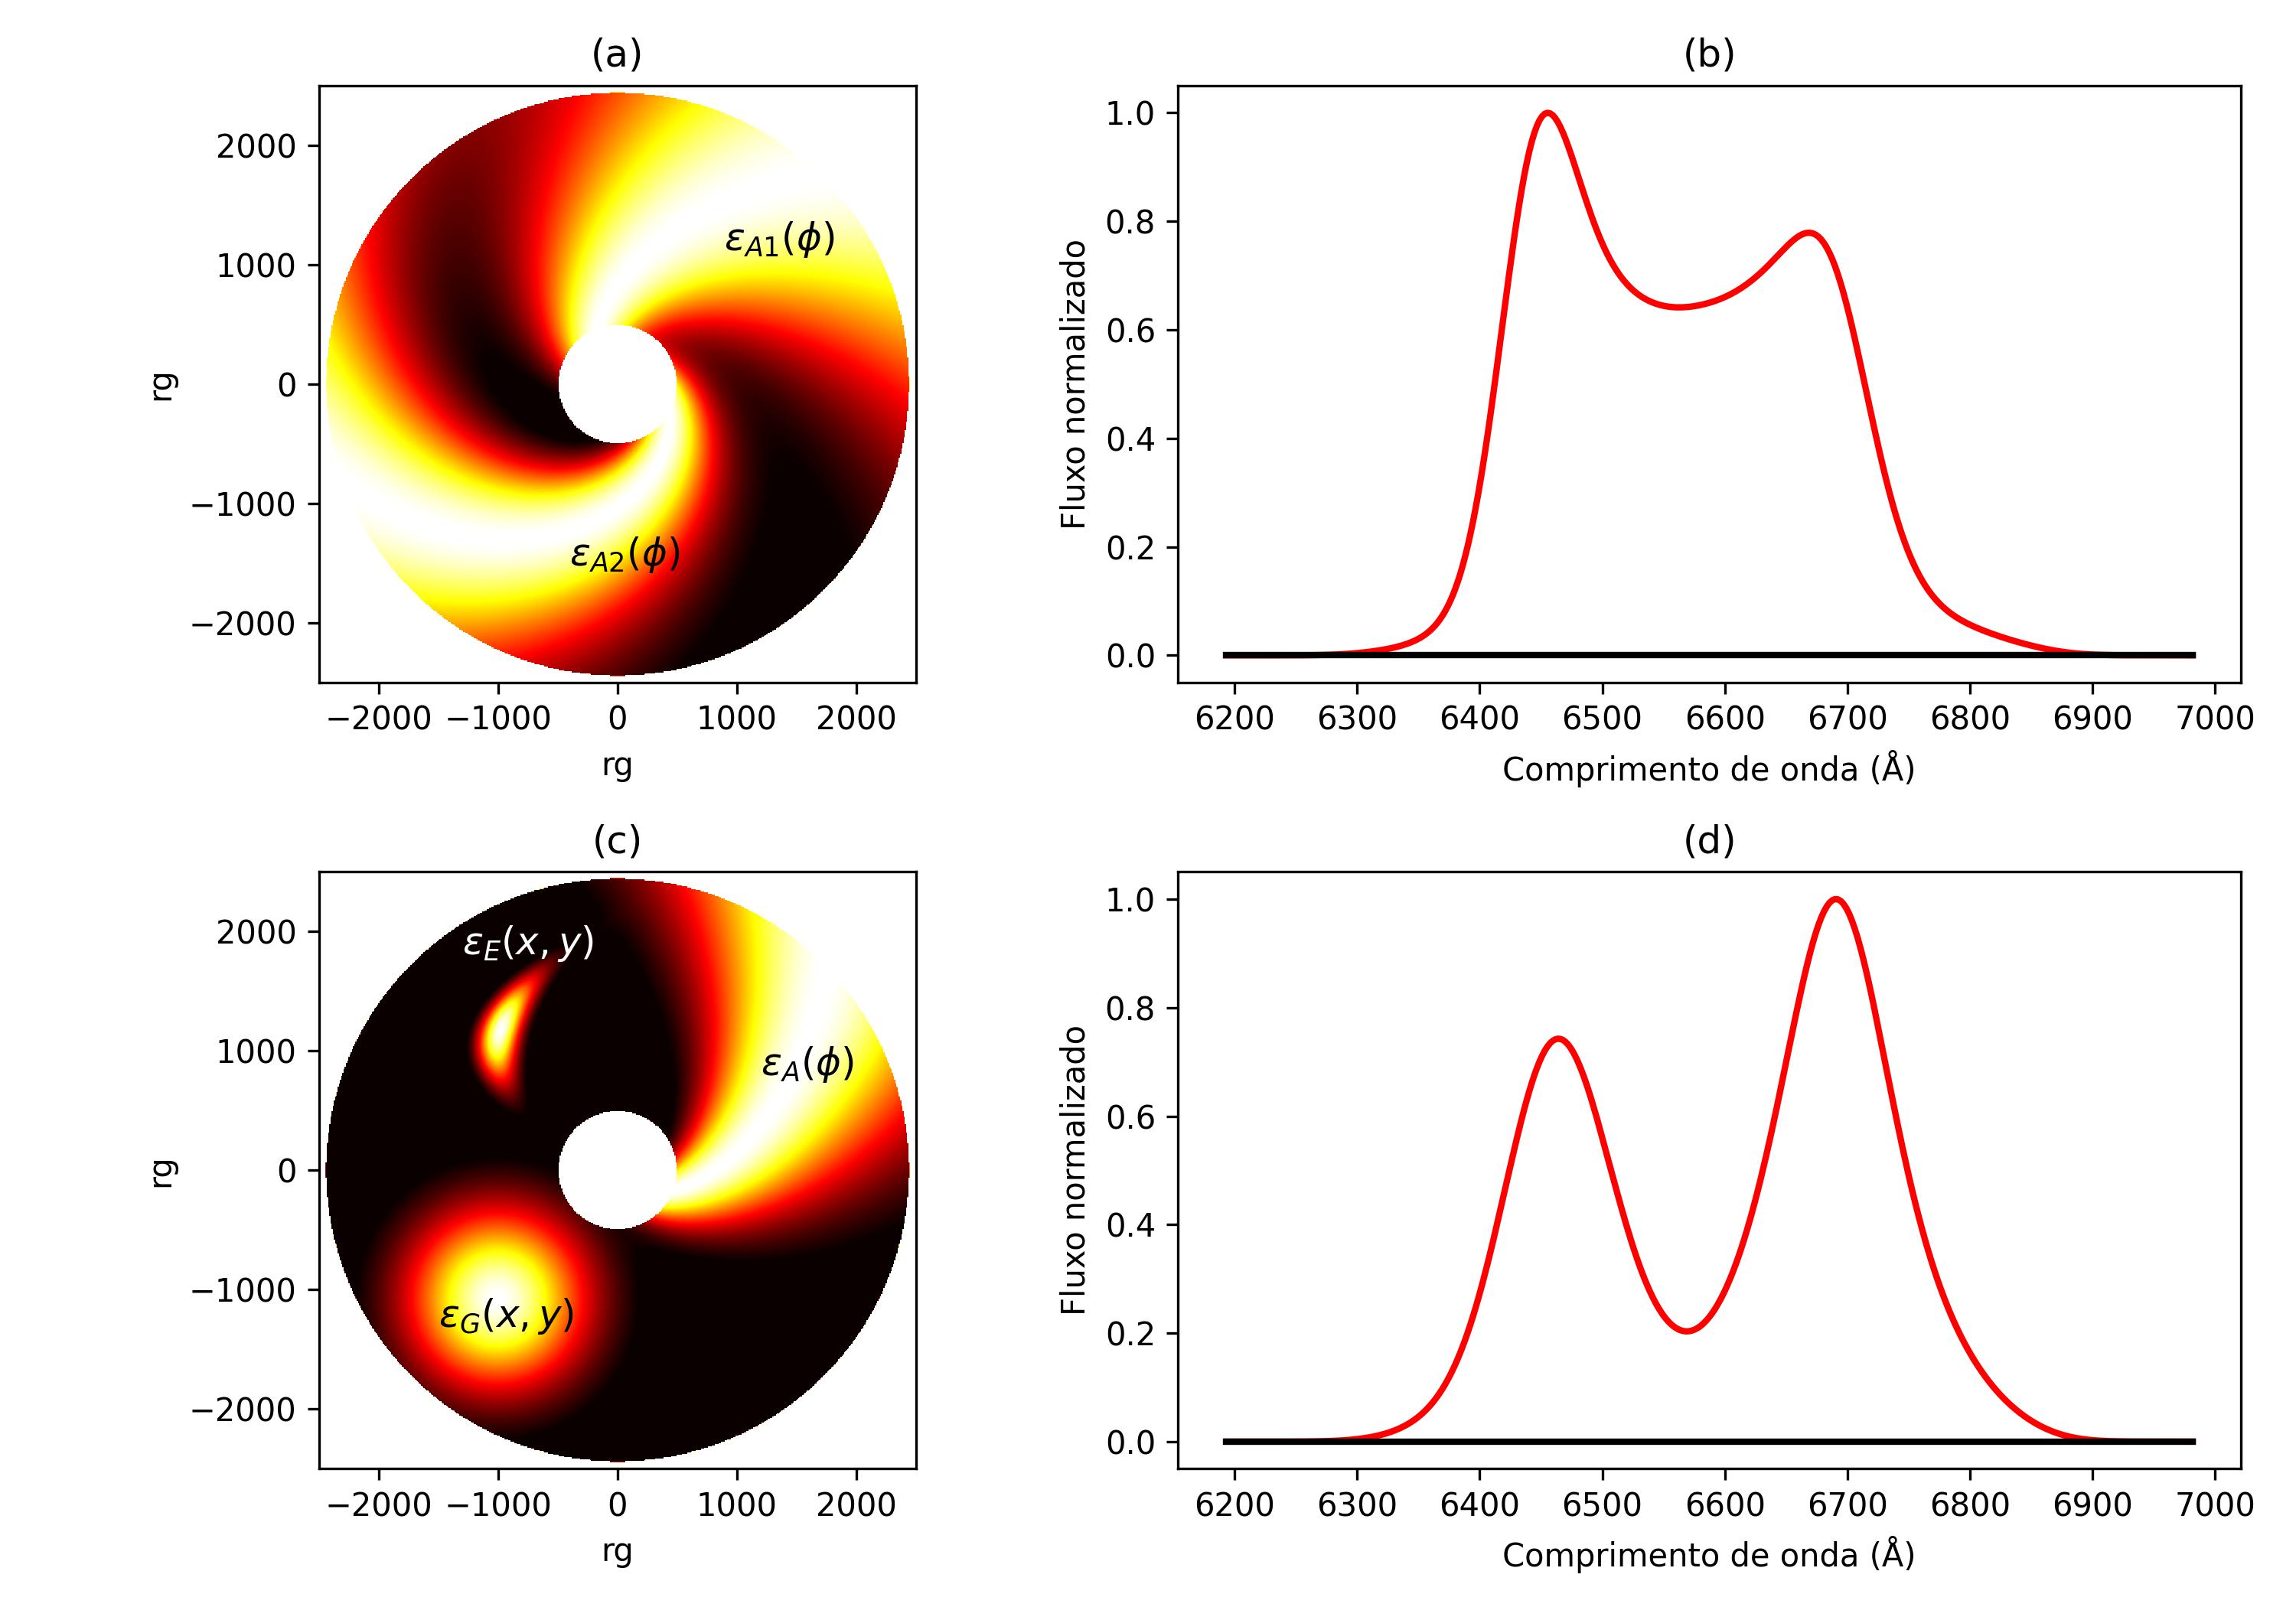 (a)
2000
1000
0
−1000
−2000
rg
−2000 −1000 0 1000 2000
rg
εA1(ϕ)
εA2(ϕ)
(b)
1.0
0.8
0.6
0.4
0.2
0.0
Fluxo normalizado
6200 6300 6400 6500 6600 6700 6800 6900 7000
Comprimento de onda (Å)
(c)
2000
1000
0
−1000
−2000
rg
−2000 −1000 0 1000 2000
rg
εE(x, y)
εA(ϕ)
εG(x, y)
(d)
1.0
0.8
0.6
0.4
0.2
0.0
Fluxo normalizado
6200 6300 6400 6500 6600 6700 6800 6900 7000
Comprimento de onda (Å)